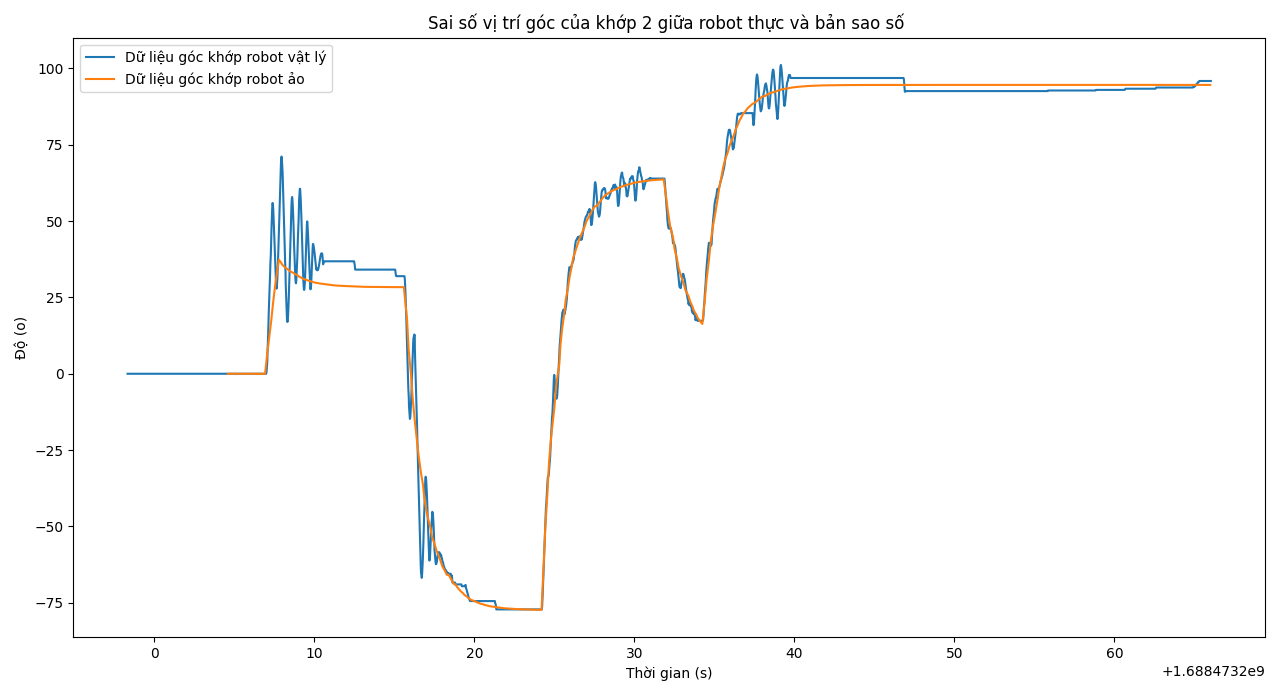 Sai số vị trí góc của khớp 2 giữa robot thực và bản sao số
Dữ liệu góc khớp robot vật lý
Dữ liệu góc khớp robot ảo
100
75
50
25
0
−25
−50
−75
Độ (o)
0 10 20 30 40 50 60
Thời gian (s)
+1.6884732e9